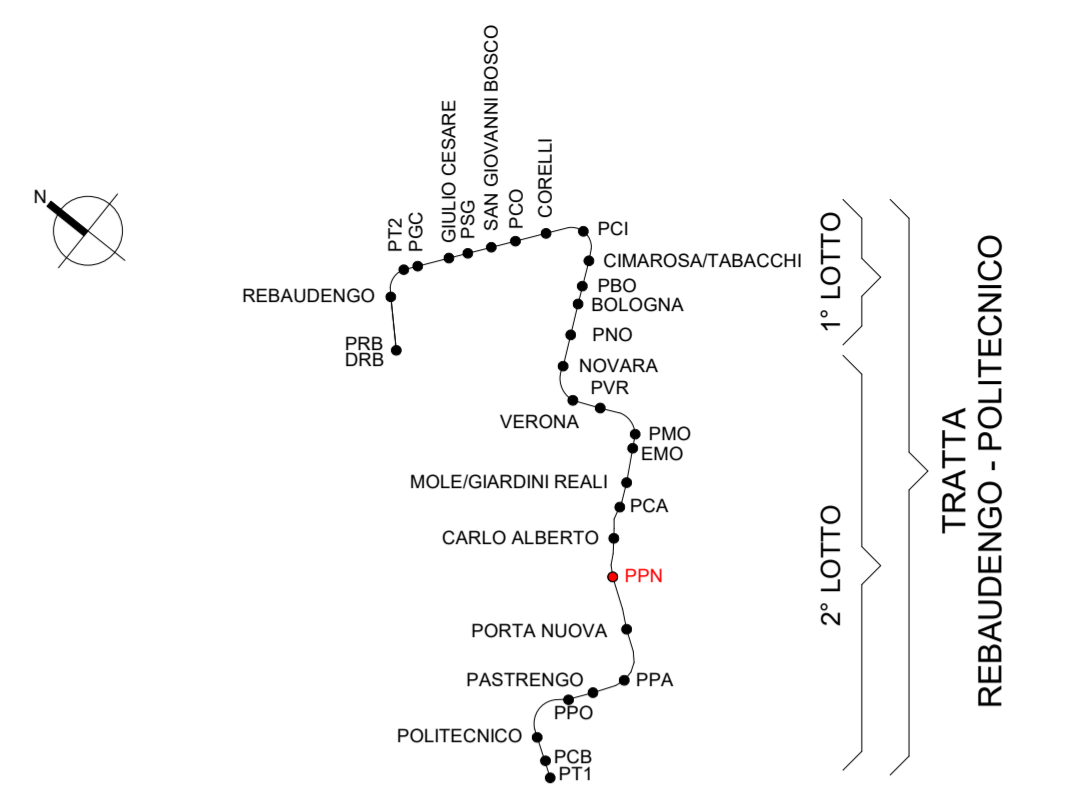 N
REBAUDENGO
PRB
DRB
PT2
PGC
GIULIO CESARE
PSG
SAN GIOVANNI BOSCO
PCO
CORELLI
PCI
CIMAROSA/TABACCHI
PBO
BOLOGNA
PNO
NOVARA
PVR
VERONA
PMO
EMO
MOLE/GIARDINI REALI
PCA
CARLO ALBERTO
PPN
PORTA NUOVA
PPA
PASTRENGO
PPO
POLITECNICO
PCB
PT1
1° LOTTO
2° LOTTO
TRATTA
REBAUDENGO - POLITECNICO